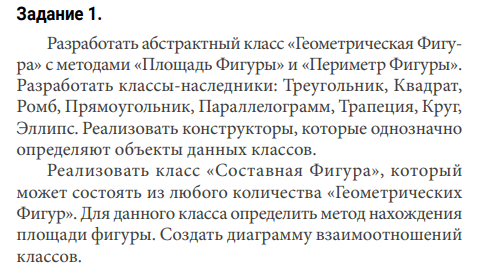 Задание 1.
Разработать абстрактный класс «Геометрическая Фигу-
ра» с методами «Площадь Фигуры» и «Периметр Фигуры».
Разработать классы-наследники: Треугольник, Квадрат,
Ромб, Прямоугольник, Параллелограмм, Трапеция, Круг,
Эллипс. Реализовать конструкторы, которые однозначно
определяют объекты данных классов.
Реализовать класс «Составная Фигура», который
может состоять из любого количества «Геометрических
Фигур». Для данного класса определить метод нахождения
площади фигуры. Создать диаграмму взаимоотношений
классов.